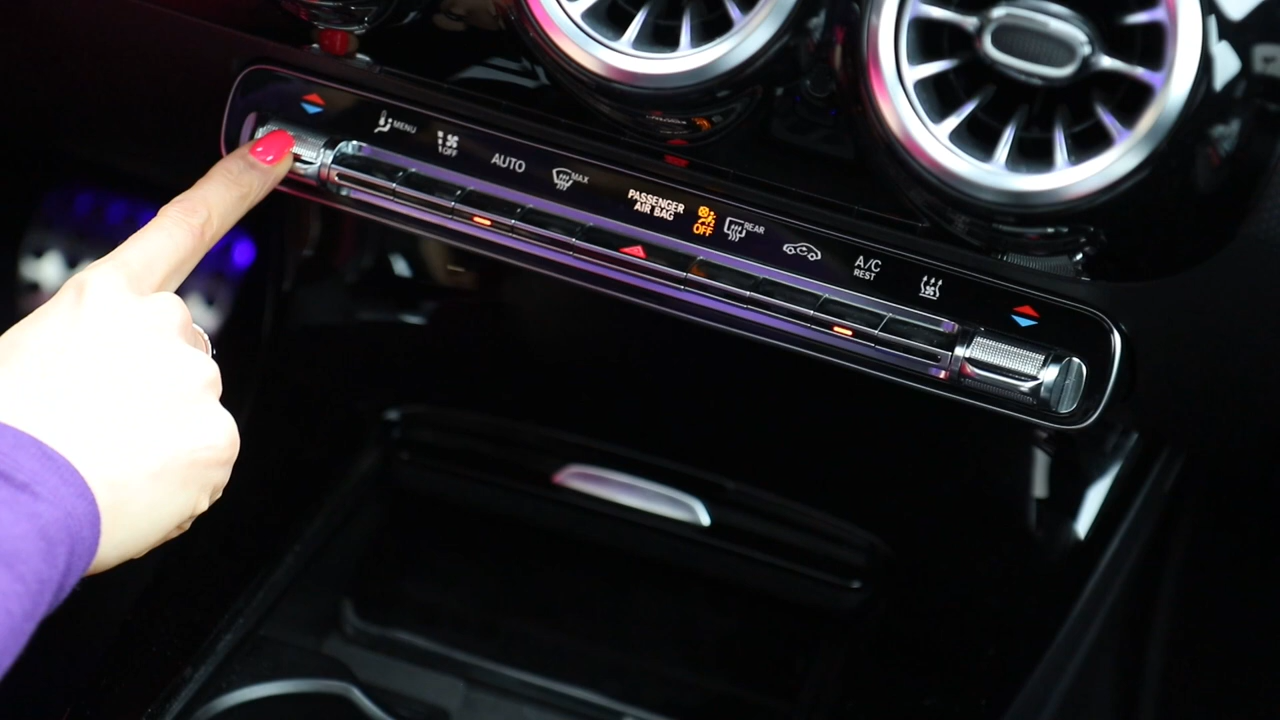 MENU
OFF
AUTO
MAX
PASSENGER
AIR BAG
OFF
REAR
A/C
REST